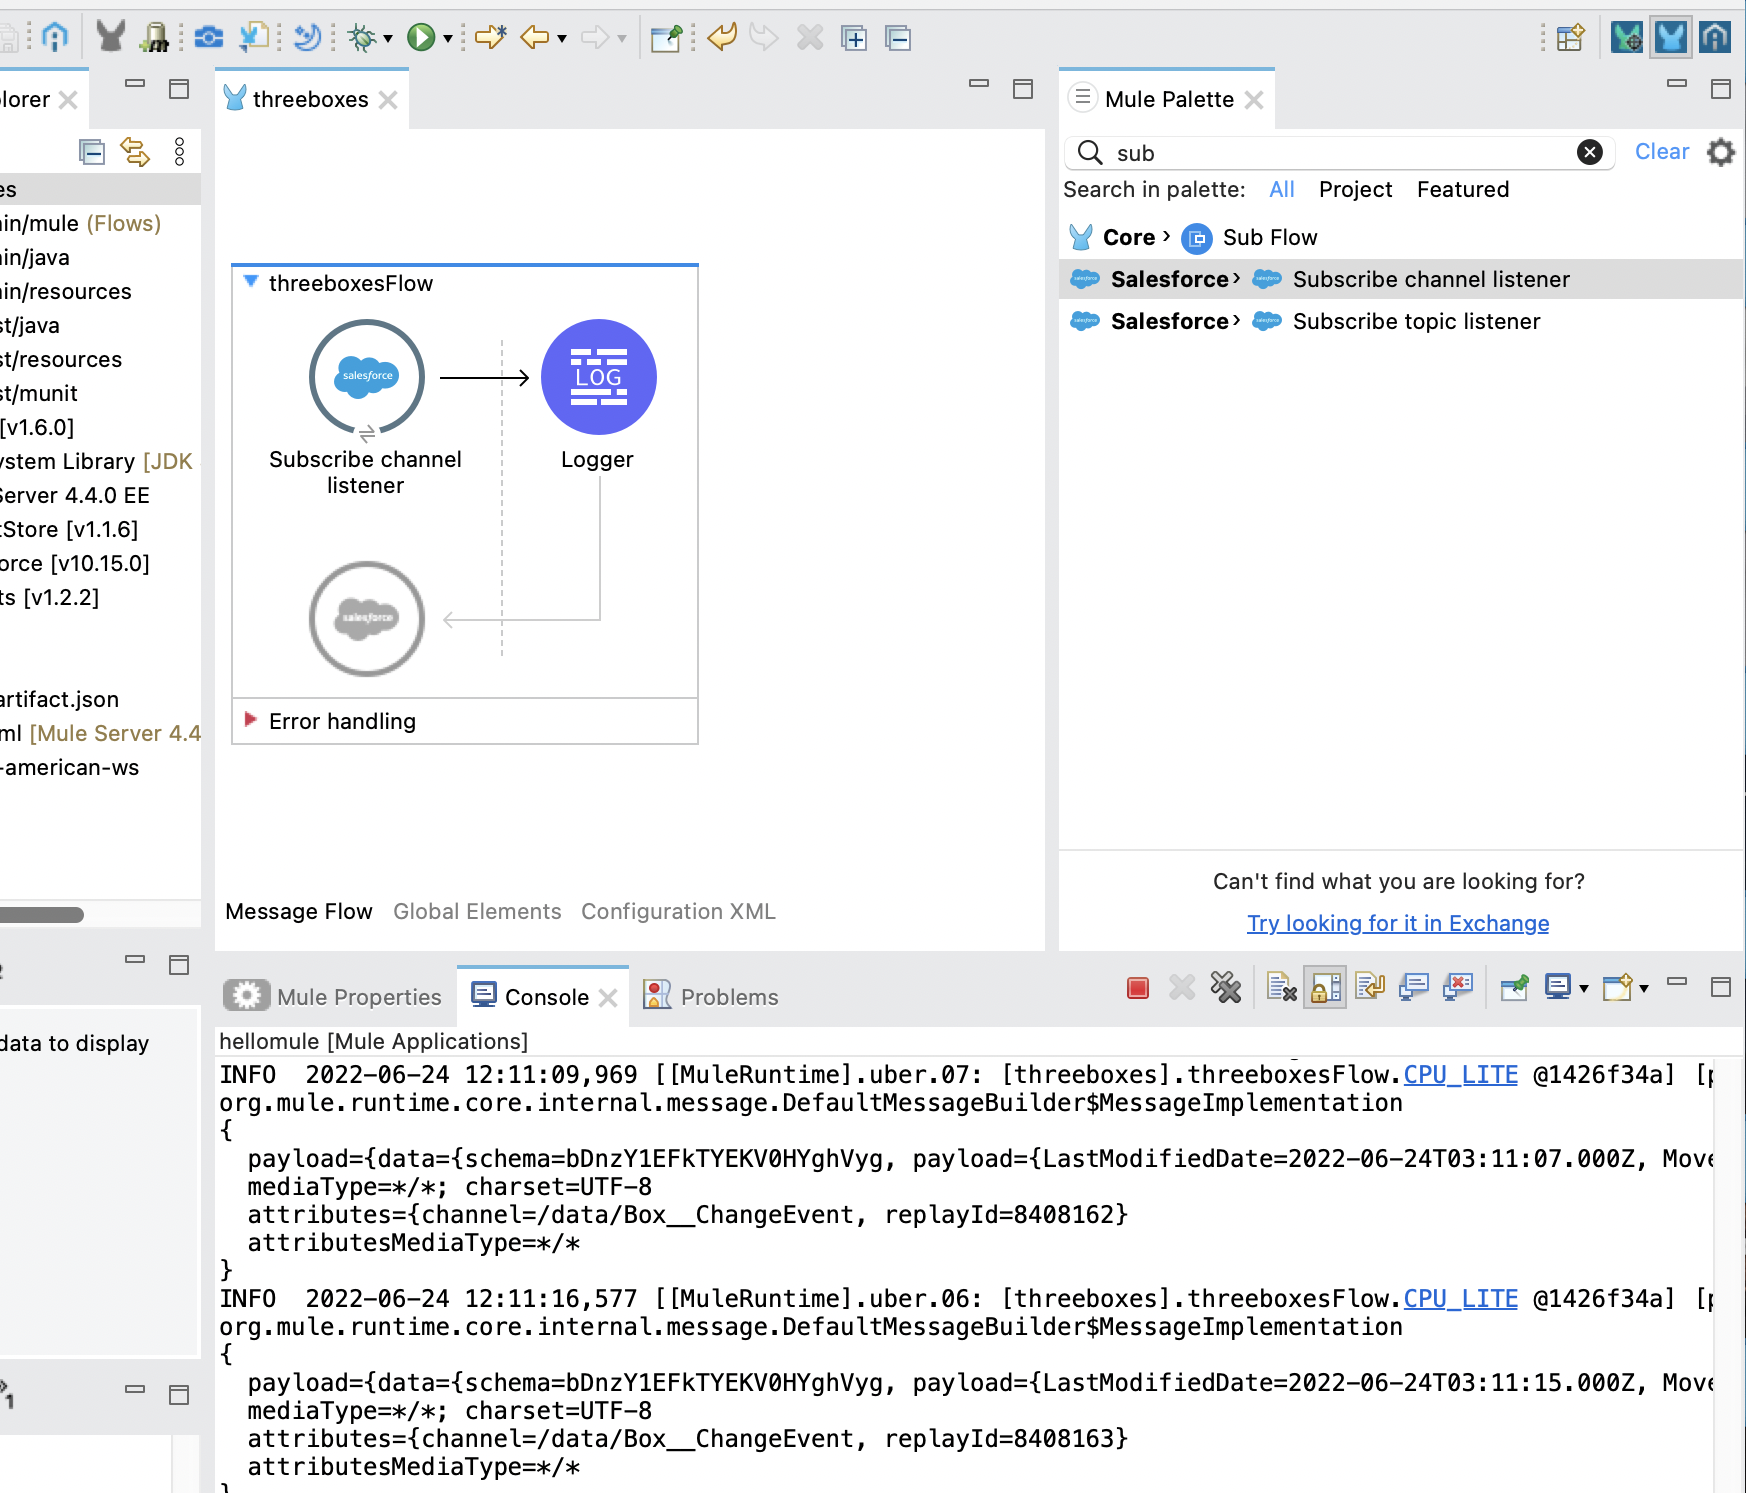 lorer
es
in/mule (Flows)
in/java
in/resources
st/java
st/resources
st/munit
[v1.6.0]
ystem Library [JDK
Server 4.4.0 EE
tStore [v1.1.6]
orce [v10.15.0]
ts [v1.2.2]
artifact.json
ml [Mule Server 4.4
-american-ws
data to display
1
threeboxes
threeboxesFlow
salesforce
LOG
Subscribe channel
listener
Logger
salesforce
Error handling
Message Flow Global Elements Configuration XML
Mule Palette
sub
Clear
Search in palette: All Project Featured
Core › Sub Flow
Salesforce› Subscribe channel listener
Salesforce› Subscribe topic listener
Can't find what you are looking for?
Try looking for it in Exchange
Mule Properties Console Problems
hellomule [Mule Applications]
INFO  2022-06-24 12:11:09,969 [[MuleRuntime].uber.07: [threeboxes].threeboxesFlow.CPU_LITE @1426f34a] [p
org.mule.runtime.core.internal.message.DefaultMessageBuilder$MessageImplementation
{
payload={data={schema=bDnzY1EFkTYEKV0HYghVyg, payload={LastModifiedDate=2022-06-24T03:11:07.000Z, Move
mediaType=*/*; charset=UTF-8
attributes={channel=/data/Box__ChangeEvent, replayId=8408162}
attributesMediaType=*/*
}
INFO  2022-06-24 12:11:16,577 [[MuleRuntime].uber.06: [threeboxes].threeboxesFlow.CPU_LITE @1426f34a] [p
org.mule.runtime.core.internal.message.DefaultMessageBuilder$MessageImplementation
{
payload={data={schema=bDnzY1EFkTYEKV0HYghVyg, payload={LastModifiedDate=2022-06-24T03:11:15.000Z, Move
mediaType=*/*; charset=UTF-8
attributes={channel=/data/Box__ChangeEvent, replayId=8408163}
attributesMediaType=*/*
}